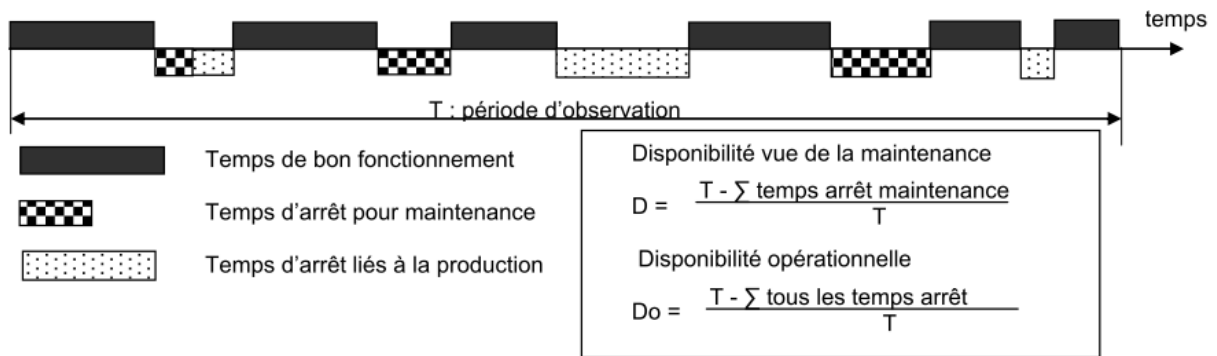 temps
T : période d'observation
Temps de bon fonctionnement
Temps d'arrêt pour maintenance
Temps d'arrêt liés à la production
Disponibilité vue de la maintenance
D = T - ∑ temps arrêt maintenance
T
Disponibilité opérationnelle
Do = T - ∑ tous les temps arrêt
T